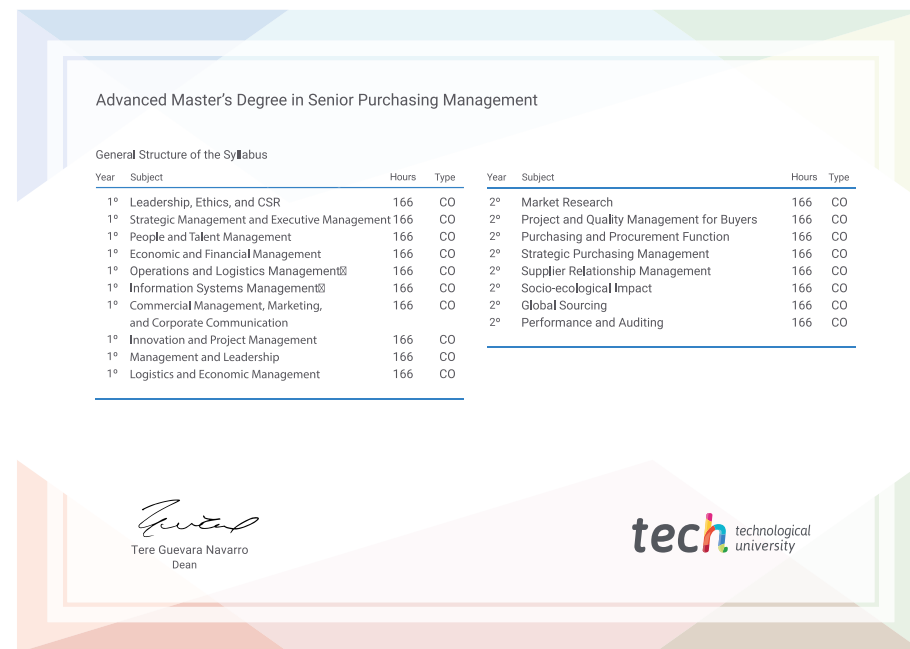 Advanced Master's Degree in Senior Purchasing Management
General Structure of the Syllabus
Year Subject Hours Type
1º Leadership, Ethics, and CSR 166 CO
1º Strategic Management and Executive Management 166 CO
1º People and Talent Management 166 CO
1º Economic and Financial Management 166 CO
1º Operations and Logistics Management 166 CO
1º Information Systems Management 166 CO
1º Commercial Management, Marketing, 166 CO
and Corporate Communication
1º Innovation and Project Management 166 CO
1º Management and Leadership 166 CO
1º Logistics and Economic Management 166 CO
Year Subject Hours Type
2º Market Research 166 CO
2º Project and Quality Management for Buyers 166 CO
2º Purchasing and Procurement Function 166 CO
2º Strategic Purchasing Management 166 CO
2º Supplier Relationship Management 166 CO
2º Socio-ecological Impact 166 CO
2º Global Sourcing 166 CO
2º Performance and Auditing 166 CO
Tere Guevara Navarro
Dean
tech technological
university